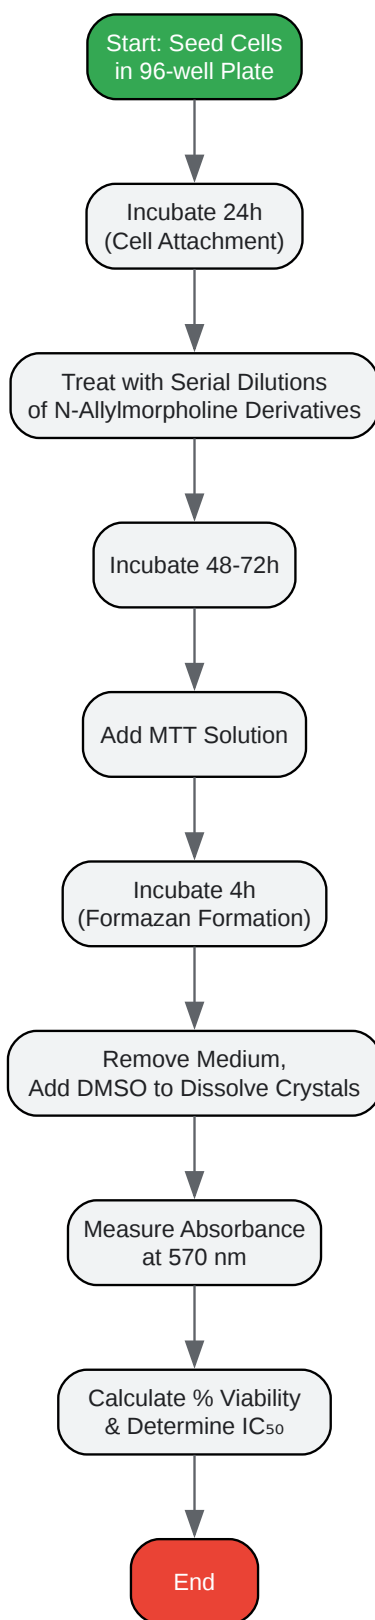 Start: Seed Cells
in 96-well Plate
Incubate 24h
(Cell Attachment)
Treat with Serial Dilutions
of N-Allylmorpholine Derivatives
Incubate 48-72h
Add MTT Solution
Incubate 4h
(Formazan Formation)
Remove Medium,
Add DMSO to Dissolve Crystals
Measure Absorbance
at 570 nm
Calculate % Viability
& Determine IC₅₀
End